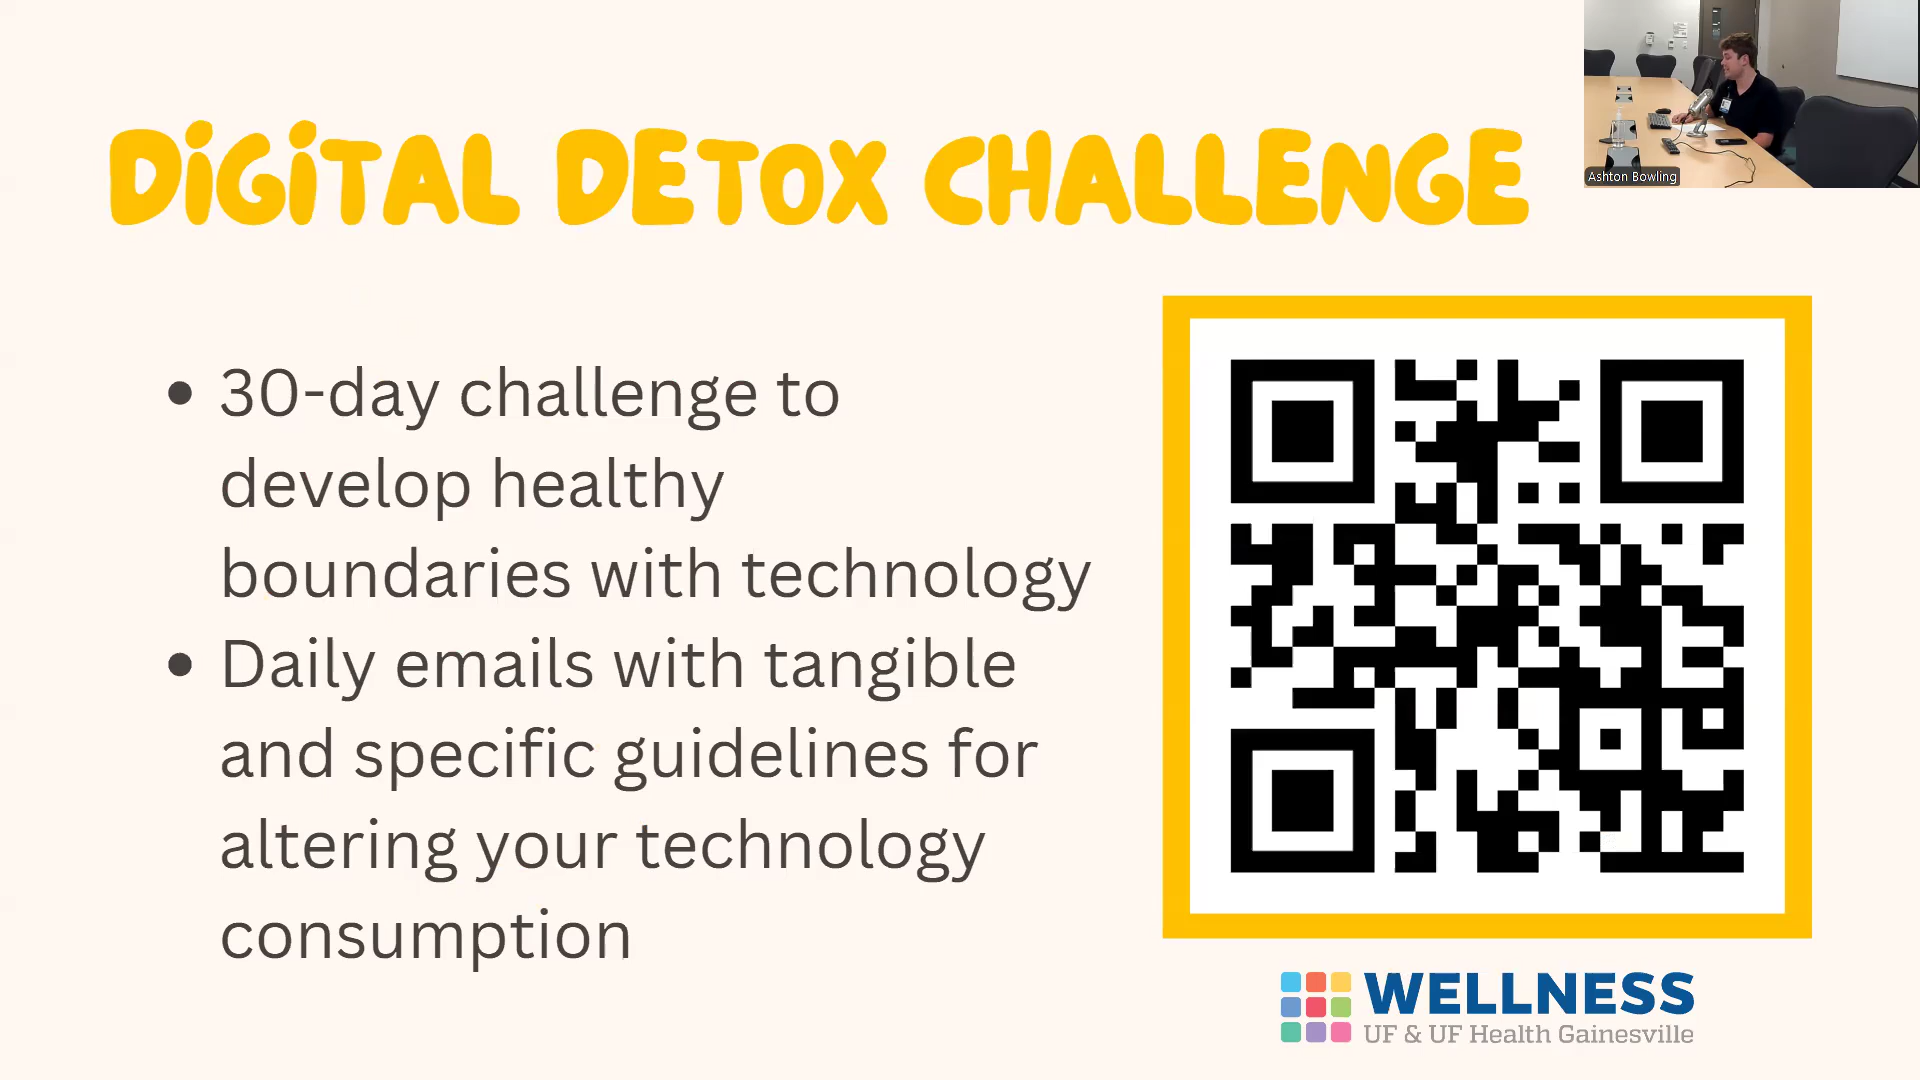 DiGiTAL DETOX CHALLENGE
Ashton Bowling
• 30-day challenge to
develop healthy
boundaries with technology
• Daily emails with tangible
and specific guidelines for
altering your technology
consumption
WELLNESS
UF & UF Health Gainesville